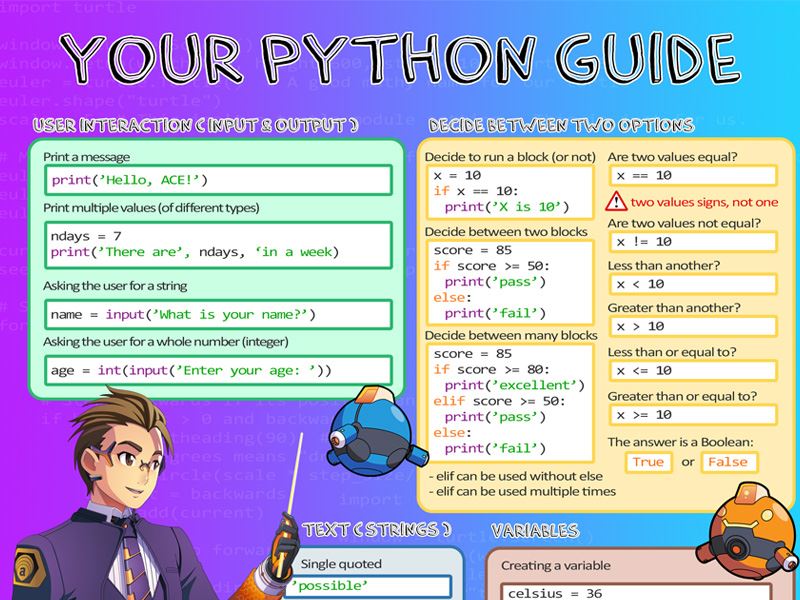 YOUR PYTHON GUIDE
USER INTERACTION ( INPUT & OUTPUT )
Print a message
print(’Hello, ACE!’)
Print multiple values (of different types)
ndays = 7
print(’There are’, ndays, ‘in a week)
Asking the user for a string
name = input(’What is your name?’)
Asking the user for a whole number (integer)
age = int(input(’Enter your age: ’))
DECIDE BETWEEN TWO OPTIONS
Decide to run a block (or not)
x = 10
if x == 10:
print(’X is 10’)
Decide between two blocks
score = 85
if score >= 50:
print(’pass’)
else:
print(’fail’)
Decide between many blocks
score = 85
if score >= 80:
print(’excellent’)
elif score >= 50:
print(’pass’)
else:
print(’fail’)
- elif can be used without else
- elif can be used multiple times
Are two values equal?
x == 10
two values signs, not one
Are two values not equal?
x != 10
Less than another?
x < 10
Greater than another?
x > 10
Less than or equal to?
x <= 10
Greater than or equal to?
x >= 10
The answer is a Boolean:
True or False
TEXT ( STRINGS )
Single quoted
’possible’
VARIABLES
Creating a variable
celsius = 36
a
import turtle
euler.shape("turtle")